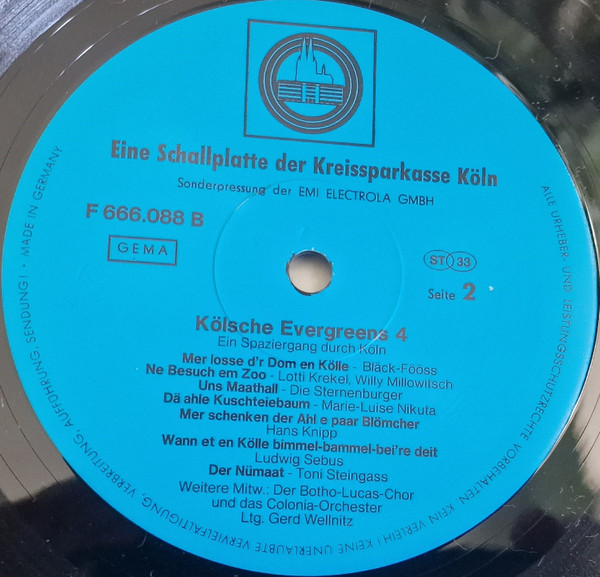 Eine Schallplatte der Kreissparkasse Köln
Sonderpressung der EMI ELECTROLA GMBH
F 666.088 B
GEMA
ST 33
Seite 2
Kölsche Evergreens 4
Ein Spaziergang durch Köln
Mer losse d'r Dom en Kölle - Bläck-Fööss
Ne Besuch em Zoo - Lotti Krekel, Willy Millowitsch
Uns Maathall - Die Sternenburger
Dä ahle Kuschteiebaum - Marie-Luise Nikuta
Mer schenken der Ahl e paar Blömcher
Hans Knipp
Wann et en Kölle bimmel-bammel-bei're deit
Ludwig Sebus
Der Nümaat - Toni Steingass
Weitere Mitw.: Der Botho-Lucas-Chor
und das Colonia-Orchester
Ltg. Gerd Wellnitz
ALLE URHEBER- UND LEISTUNGSSCHUTZRECHTE VORBEHALTEN. KEIN VERLEIH! KEINE UNERLAUBTE VERVIELFÄLTIGUNG, VERBREITUNG, AUFFÜHRUNG, SENDUNG! · MADE IN GERMANY